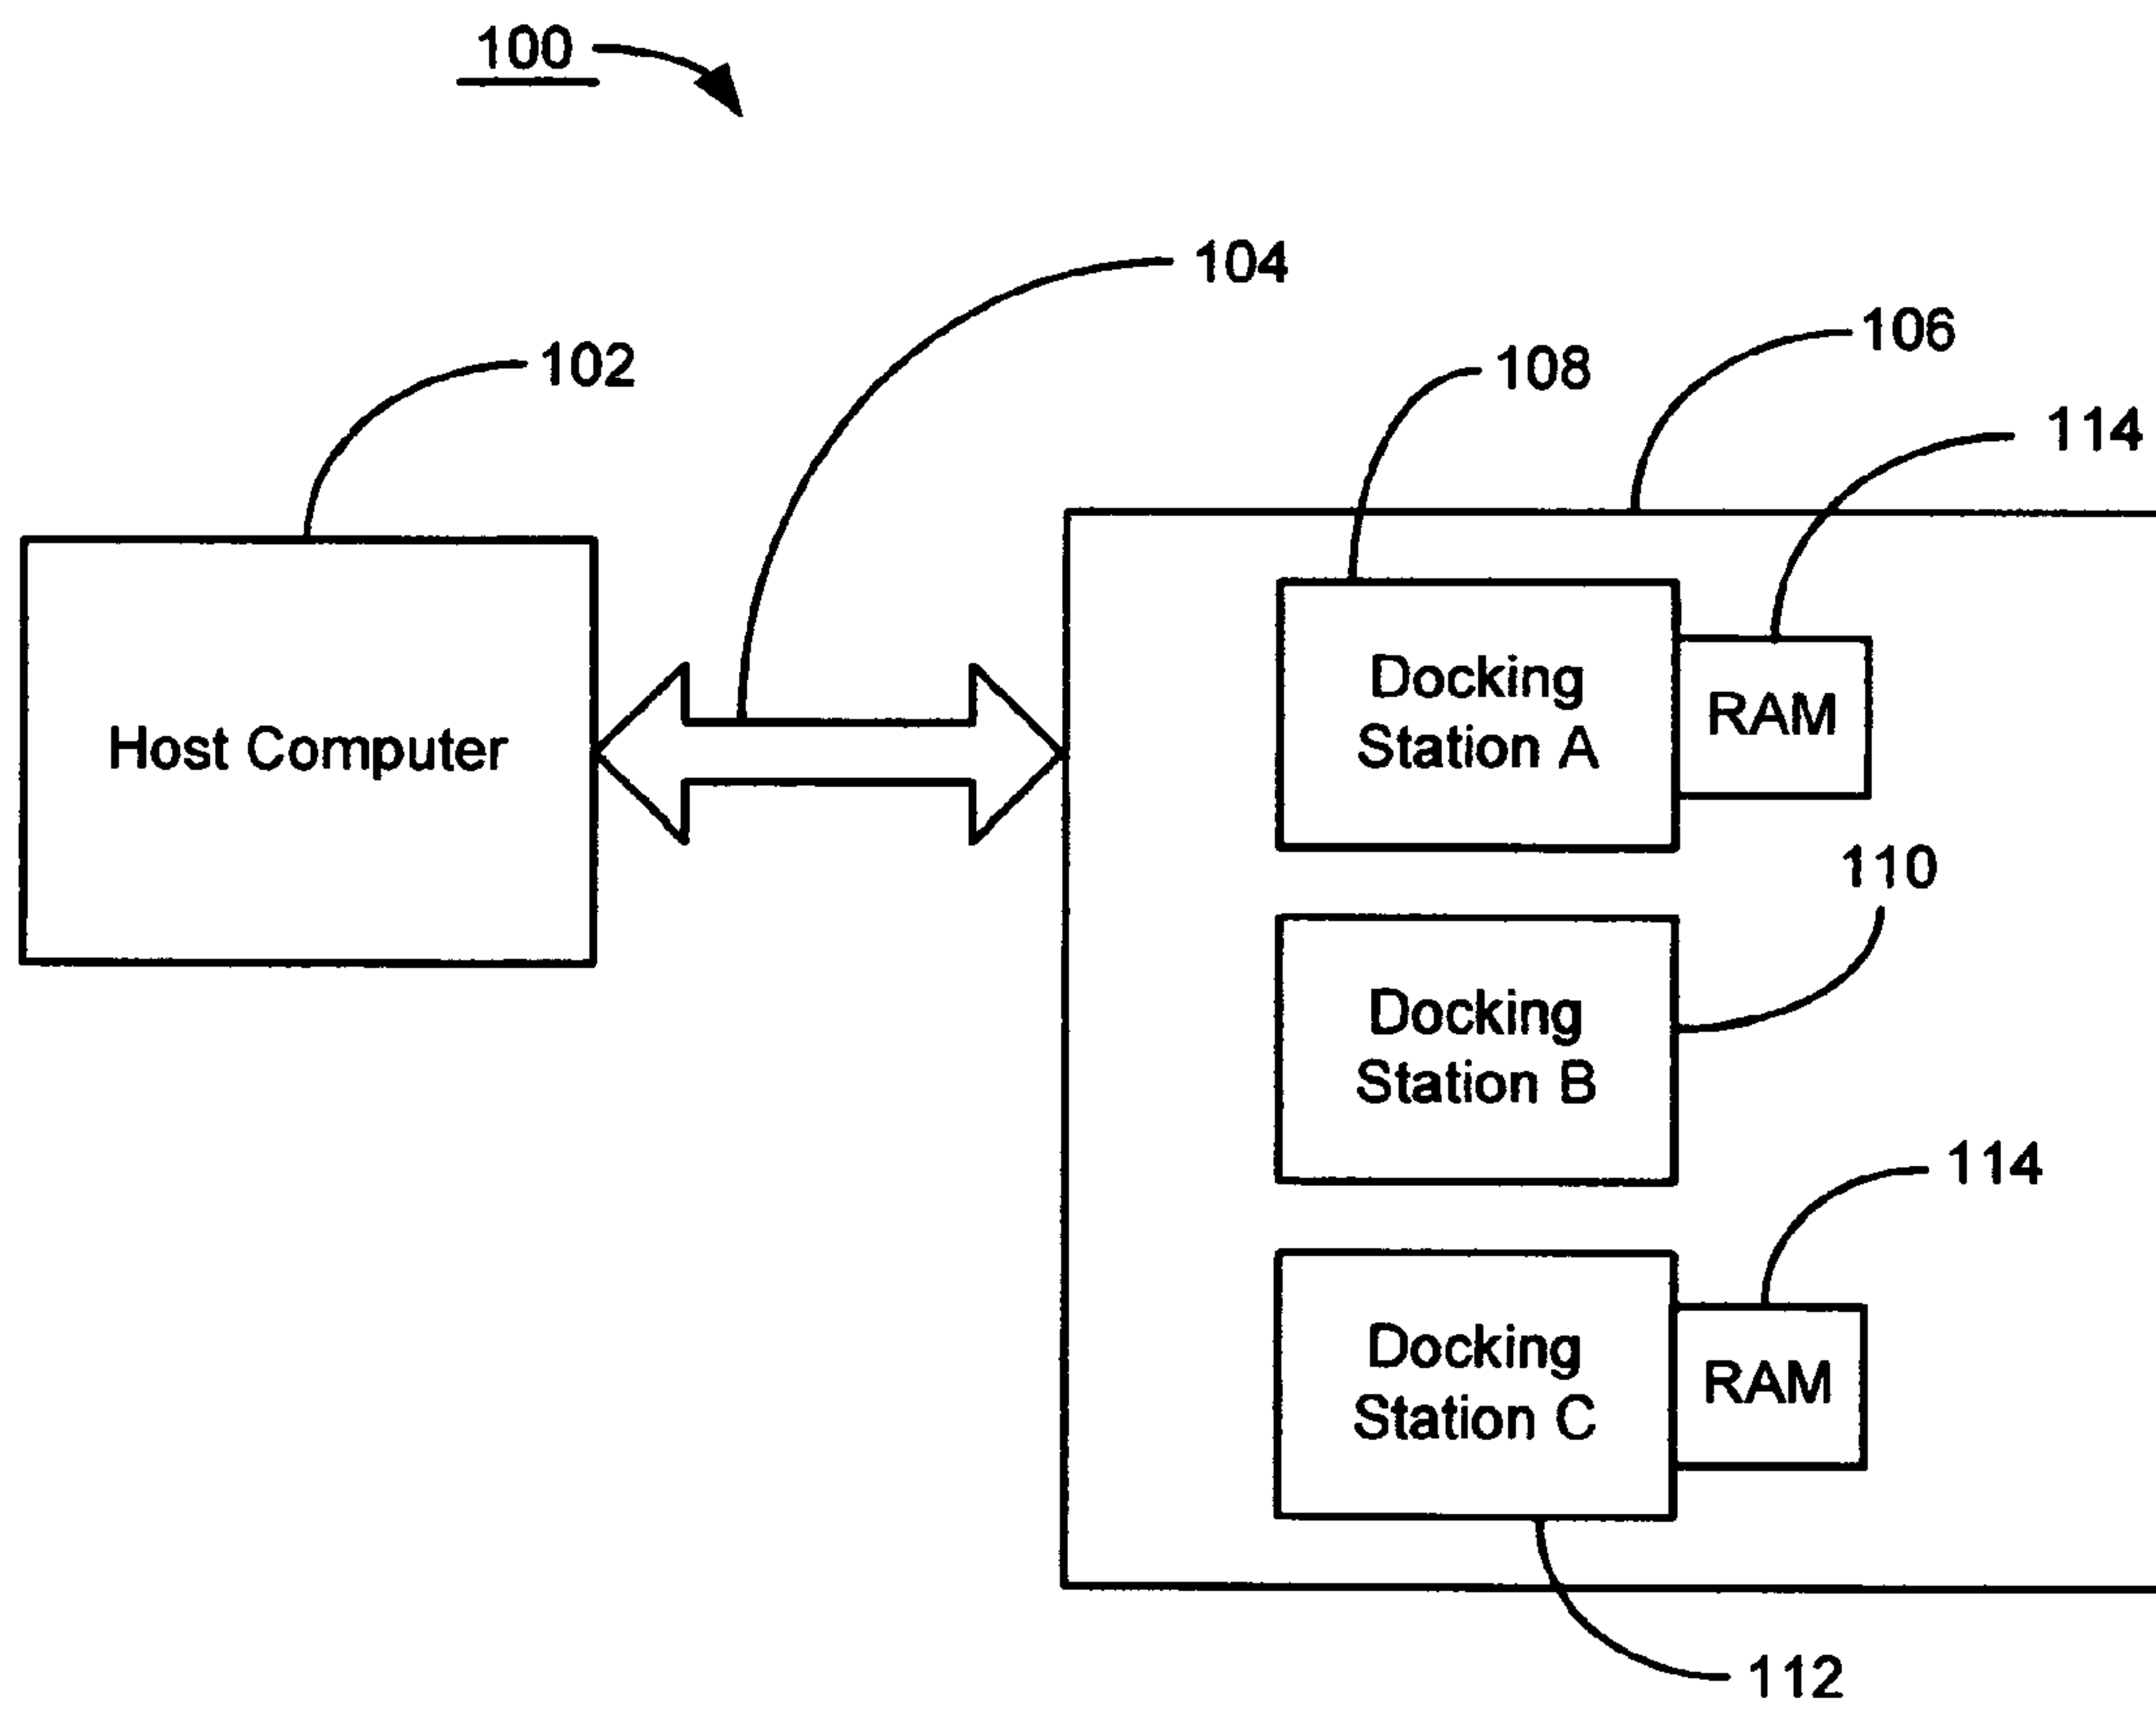 100
104
106
108
102
114
Docking
Station A
RAM
Host Computer
110
Docking
Station B
114
Docking
Station C
RAM
112